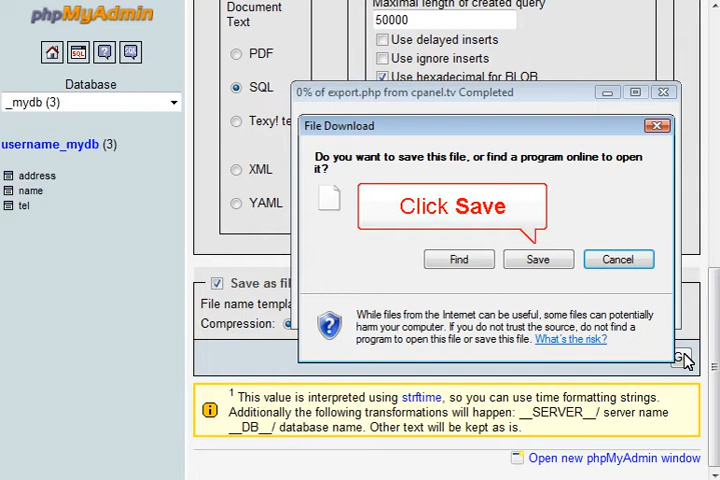 phpMyAdmin
Database
_mydb (3)
username_mydb (3)
address
name
tel
Document
Text
PDF
SQL
Texy! te
XML
YAML
Maximal length of created query
50000
Use delayed inserts
Use ignore inserts
Use hexadecimal for BLOB
0% of export.php from cpanel.tv Completed
File Download
Do you want to save this file, or find a program online to open
it?
Click Save
Find
Save
Cancel
While files from the Internet can be useful, some files can potentially
harm your computer. If you do not trust the source, do not find a
program to open this file or save this file. What's the risk?
Save as fil
File name templa
Compression:
G
1 This value is interpreted using strftime, so you can use time formatting strings.
Additionally the following transformations will happen: __SERVER__/ server name
__DB__/ database name. Other text will be kept as is.
Open new phpMyAdmin window